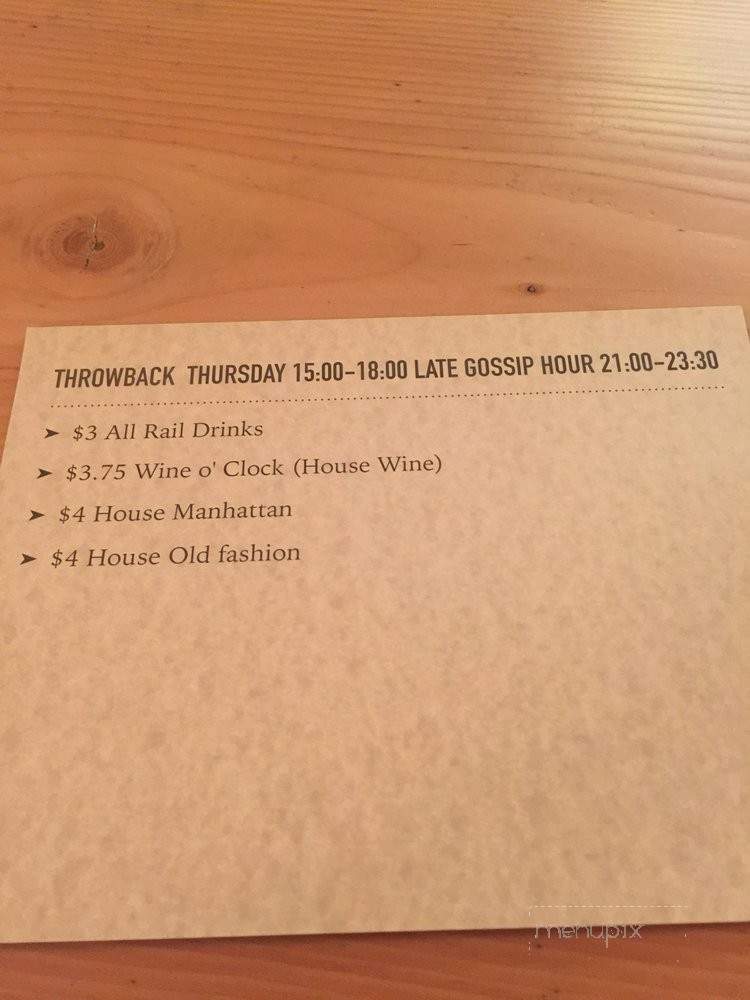 THROWBACK THURSDAY 15:00-18:00 LATE GOSSIP HOUR 21:00-23:30
➤ $3 All Rail Drinks
➤ $3.75 Wine o' Clock (House Wine)
➤ $4 House Manhattan
➤ $4 House Old fashion
menupix